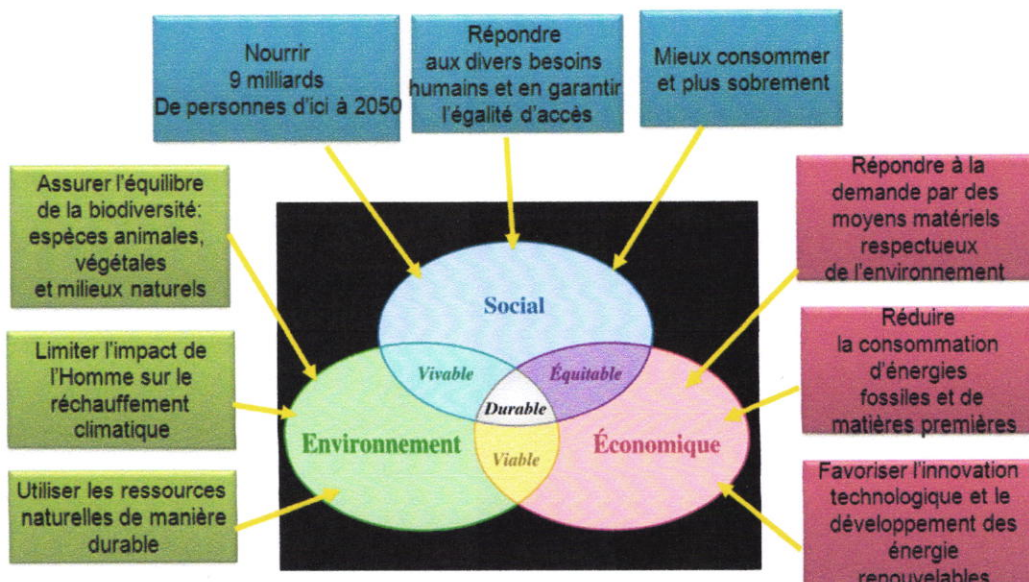 Nourrir
9 milliards
De personnes d'ici à 2050
Répondre
aux divers besoins
humains et en garantir
l'égalité d'accès
Mieux consommer
et plus sobrement
Assurer l'équilibre
de la biodiversité:
espèces animales,
végétales
et milieux naturels
Limiter l'impact de
l'Homme sur le
réchauffement
climatique
Utiliser les ressources
naturelles de manière
durable
Social
Vivable
Équitable
Durable
Environnement
Viable
Économique
Répondre à la
demande par des
moyens matériels
respectueux
de l'environnement
Réduire
la consommation
d'énergies
fossiles et de
matières premières
Favoriser l'innovation
technologique et le
développement des
énergie
renouvelables